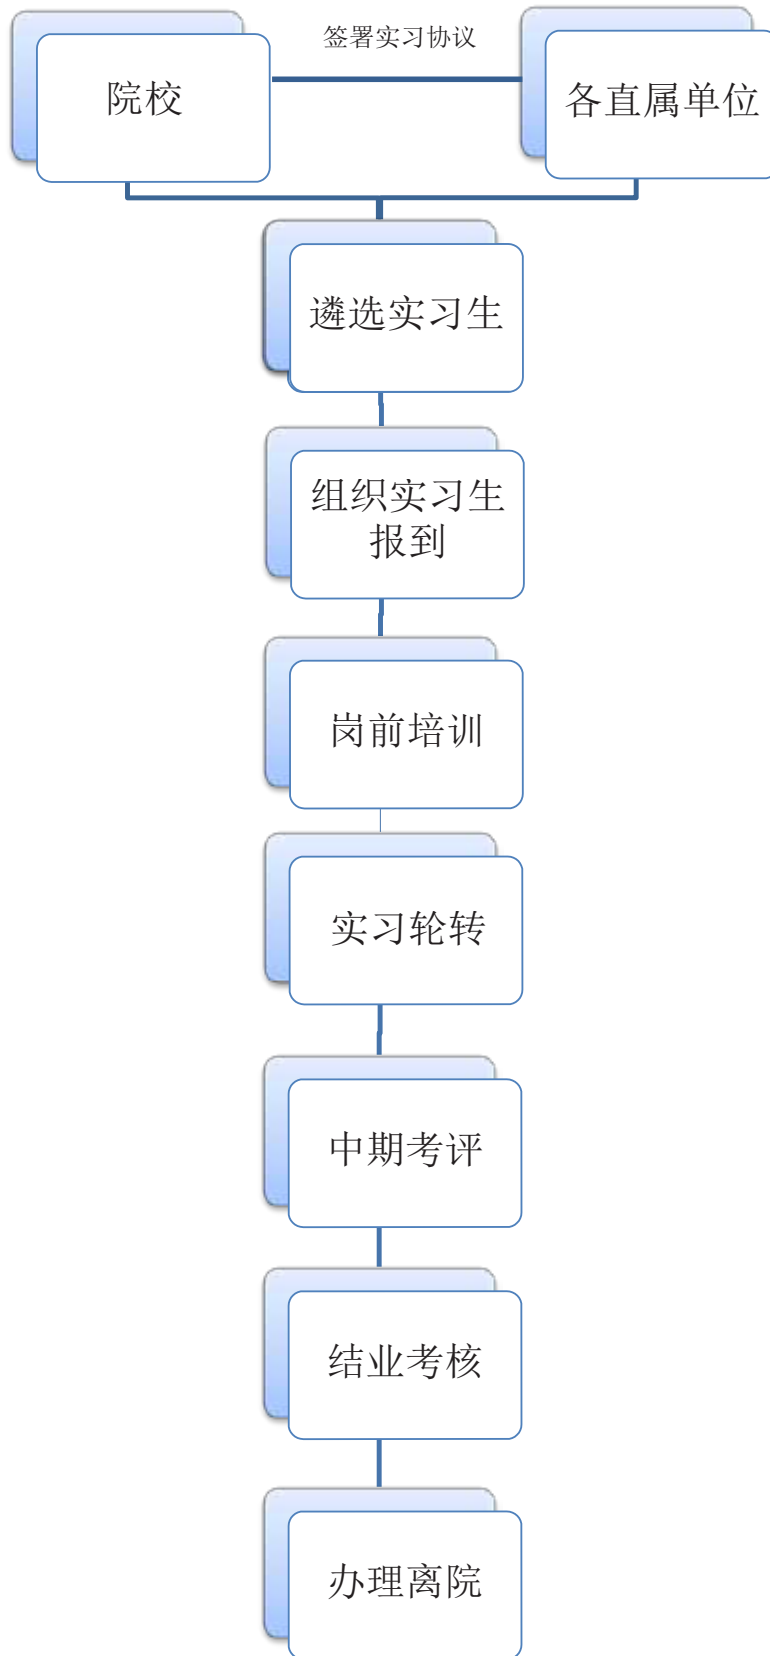 签署实习协议
院校
各直属单位
遴选实习生
组织实习生
报到
岗前培训
实习轮转
中期考评
结业考核
办理离院